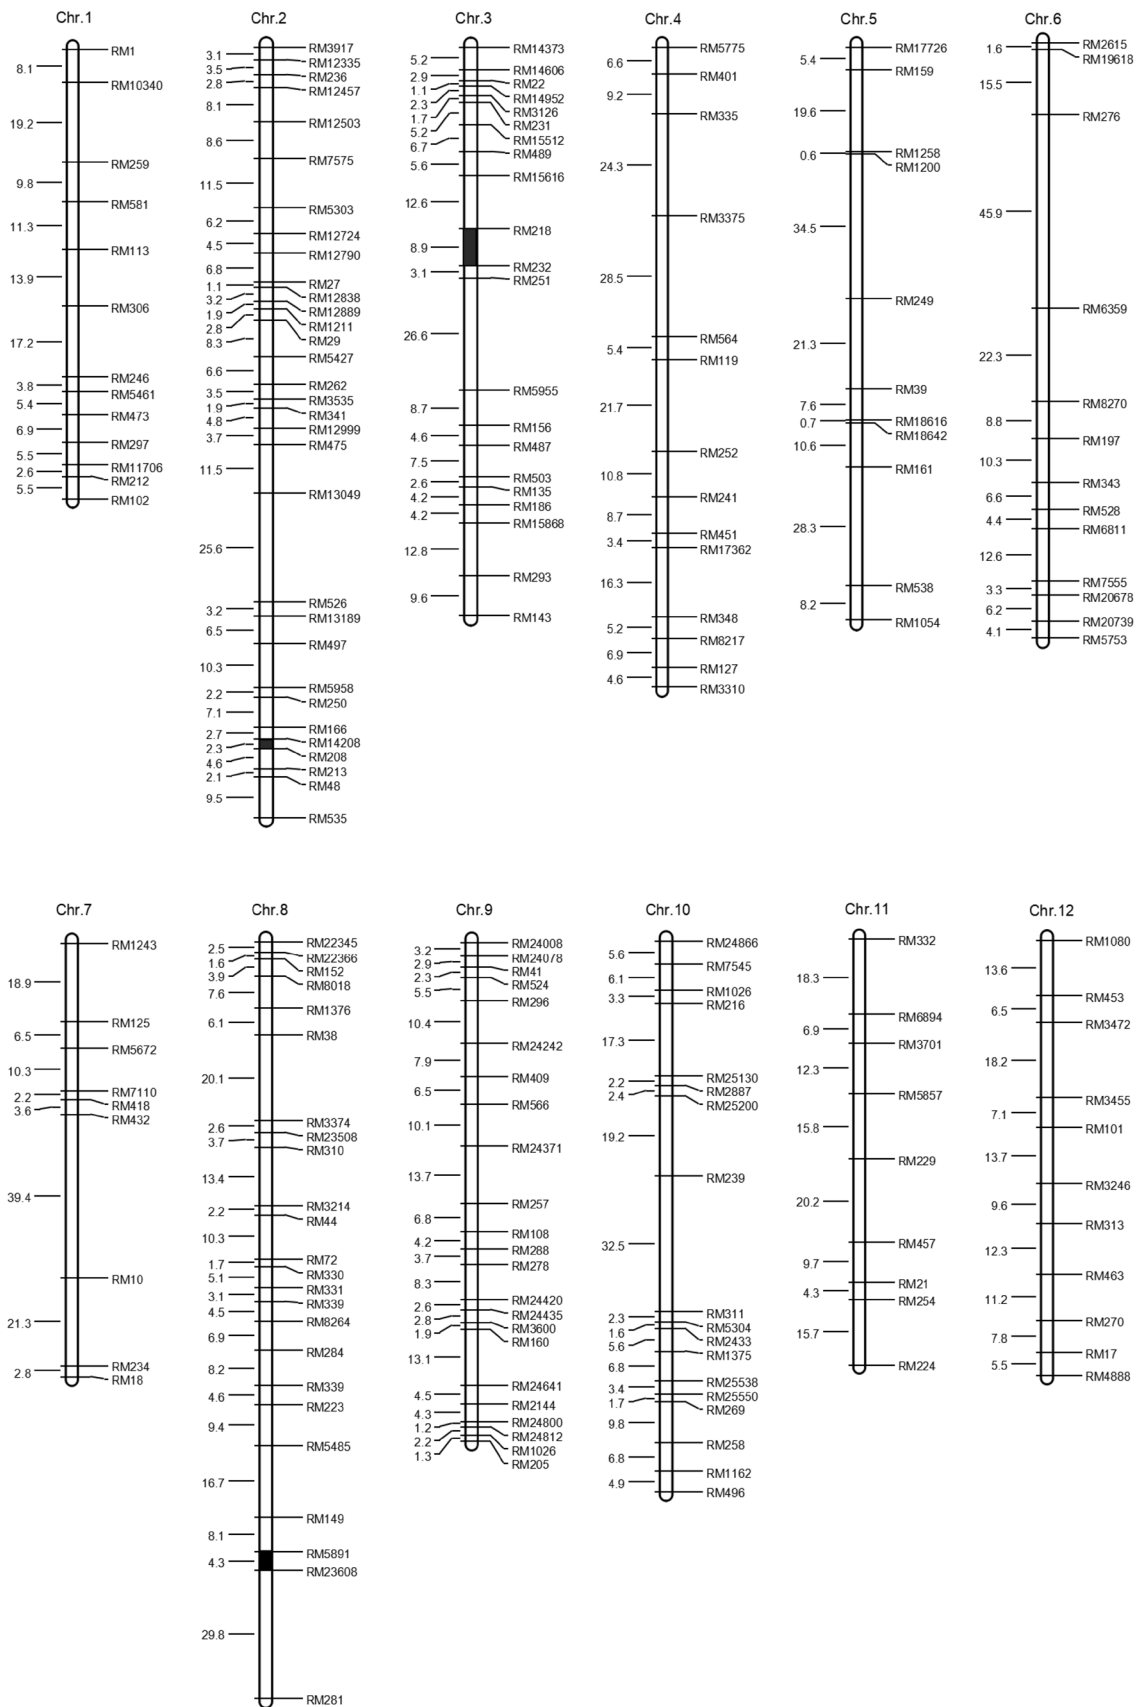 Chr.1
RM1
8.1
RM10340
19.2
RM259
9.8
RM581
11.3
RM113
13.9
RM306
17.2
RM246
3.8
RM5461
5.4
RM473
6.9
RM297
5.5
RM11706
2.6
RM212
5.5
RM102
Chr.2
RM3917
3.1
RM12335
3.5
RM236
2.8
RM12457
8.1
RM12503
8.6
RM7575
11.5
RM5303
6.2
RM12724
4.5
RM12790
6.8
RM27
1.1
RM12838
3.2
RM12889
1.9
RM1211
2.8
RM29
8.3
RM5427
6.6
RM262
3.5
RM3535
1.9
RM341
4.8
RM12999
3.7
RM475
11.5
RM13049
25.6
RM526
3.2
RM13189
6.5
RM497
10.3
RM5958
2.2
RM250
7.1
RM166
2.7
RM14208
2.3
RM208
4.6
RM213
2.1
RM48
9.5
RM535
Chr.3
RM14373
5.2
RM14606
2.9
RM22
1.1
RM14952
2.3
RM3126
1.7
RM231
5.2
RM15512
6.7
RM489
5.6
RM15616
12.6
RM218
8.9
RM232
3.1
RM251
26.6
RM5955
8.7
RM156
4.6
RM487
7.5
RM503
2.6
RM135
4.2
RM186
4.2
RM15868
12.8
RM293
9.6
RM143
Chr.4
RM5775
6.6
RM401
9.2
RM335
24.3
RM3375
28.5
RM564
5.4
RM119
21.7
RM252
10.8
RM241
8.7
RM451
3.4
RM17362
16.3
RM348
5.2
RM8217
6.9
RM127
4.6
RM3310
Chr.5
RM17726
5.4
RM159
19.6
RM1258
0.6
RM1200
34.5
RM249
21.3
RM39
7.6
RM18616
0.7
RM18642
10.6
RM161
28.3
RM538
8.2
RM1054
Chr.6
RM2615
1.6
RM19618
15.5
RM276
45.9
RM6359
22.3
RM8270
8.8
RM197
10.3
RM343
6.6
RM528
4.4
RM6811
12.6
RM7555
3.3
RM20678
6.2
RM20739
4.1
RM5753
Chr.7
RM1243
18.9
RM125
6.5
RM5672
10.3
RM7110
2.2
RM418
3.6
RM432
39.4
RM10
21.3
RM234
2.8
RM18
Chr.8
RM22345
2.5
RM22366
1.6
RM152
3.9
RM8018
7.6
RM1376
6.1
RM38
20.1
RM3374
2.6
RM23508
3.7
RM310
13.4
RM3214
2.2
RM44
10.3
RM72
1.7
RM330
5.1
RM331
3.1
RM339
4.5
RM8264
6.9
RM284
8.2
RM339
4.6
RM223
9.4
RM5485
16.7
RM149
8.1
RM5891
4.3
RM23608
29.8
RM281
Chr.9
RM24008
3.2
RM24078
2.9
RM41
2.3
RM524
5.5
RM296
10.4
RM24242
7.9
RM409
6.5
RM566
10.1
RM24371
13.7
RM257
6.8
RM108
4.2
RM288
3.7
RM278
8.3
RM24420
2.6
RM24435
2.8
RM3600
1.9
RM160
13.1
RM24641
4.5
RM2144
4.3
RM24800
1.2
RM24812
2.2
RM1026
1.3
RM205
Chr.10
RM24866
5.6
RM7545
6.1
RM1026
3.3
RM216
17.3
RM25130
2.2
RM2887
2.4
RM25200
19.2
RM239
32.5
RM311
2.3
RM5304
1.6
RM2433
5.6
RM1375
6.8
RM25538
3.4
RM25550
1.7
RM269
9.8
RM258
6.8
RM1162
4.9
RM496
Chr.11
RM332
18.3
RM6894
6.9
RM3701
12.3
RM5857
15.8
RM229
20.2
RM457
9.7
RM21
4.3
RM254
15.7
RM224
Chr.12
RM1080
13.6
RM453
6.5
RM3472
18.2
RM3455
7.1
RM101
13.7
RM3246
9.6
RM313
12.3
RM463
11.2
RM270
7.8
RM17
5.5
RM4888